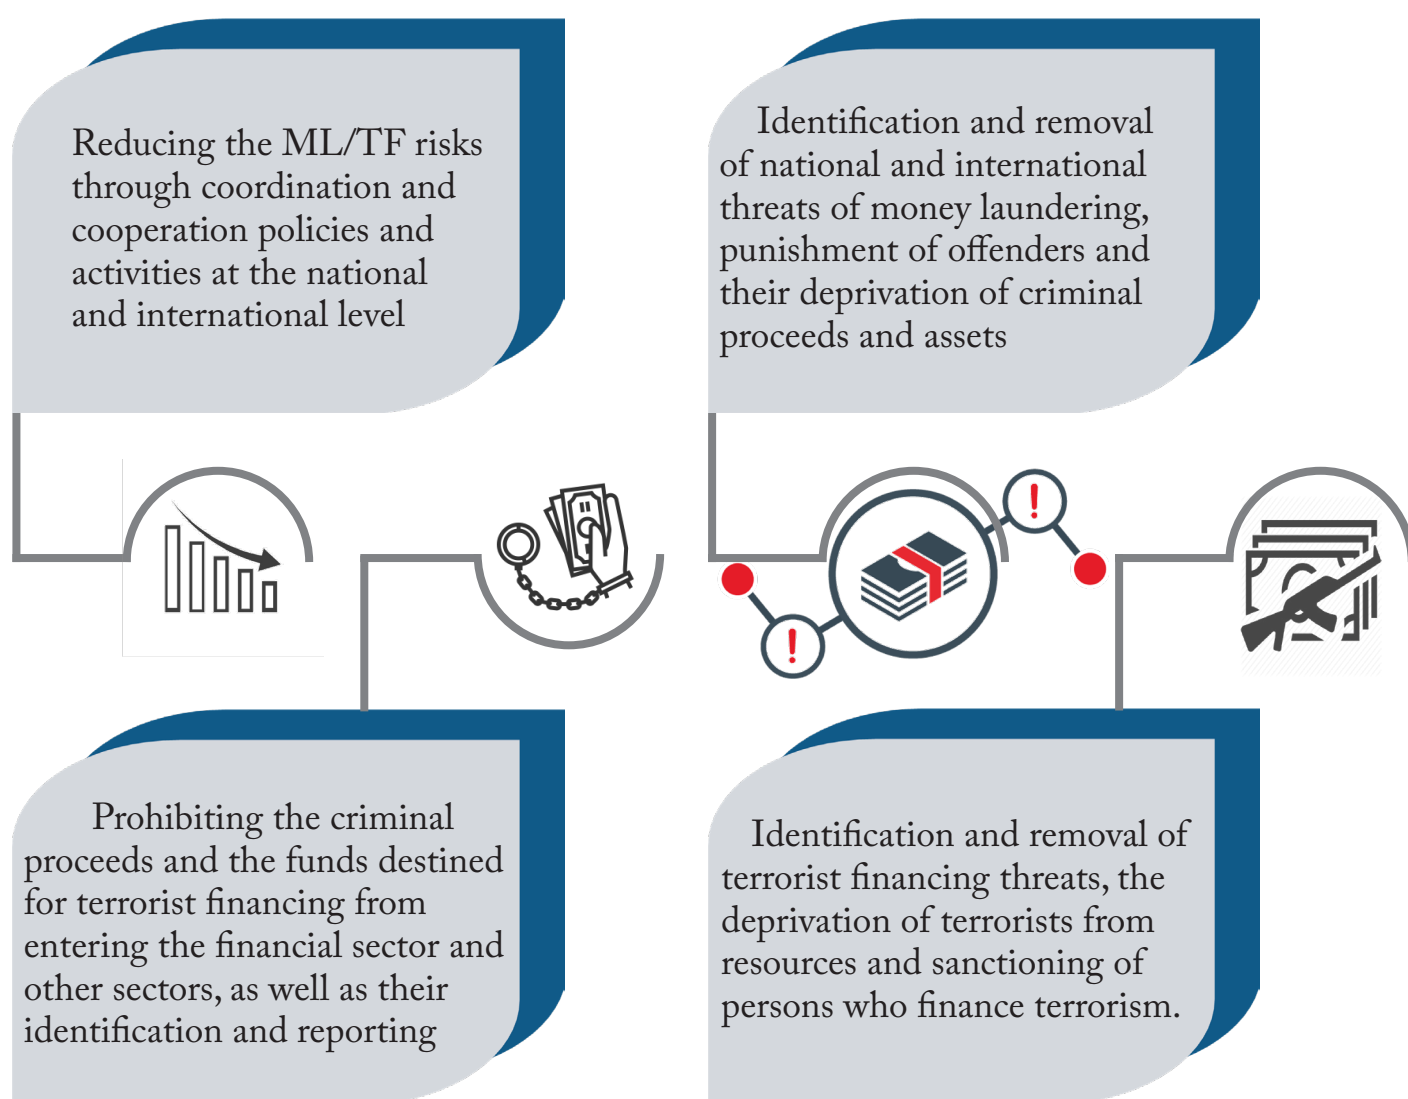 Reducing the ML/TF risks
through coordination and
cooperation policies and
activities at the national
and international level
Identification and removal
of national and international
threats of money laundering,
punishment of offenders and
their deprivation of criminal
proceeds and assets
Prohibiting the criminal
proceeds and the funds destined
for terrorist financing from
entering the financial sector and
other sectors, as well as their
identification and reporting
Identification and removal of
terrorist financing threats, the
deprivation of terrorists from
resources and sanctioning of
persons who finance terrorism.